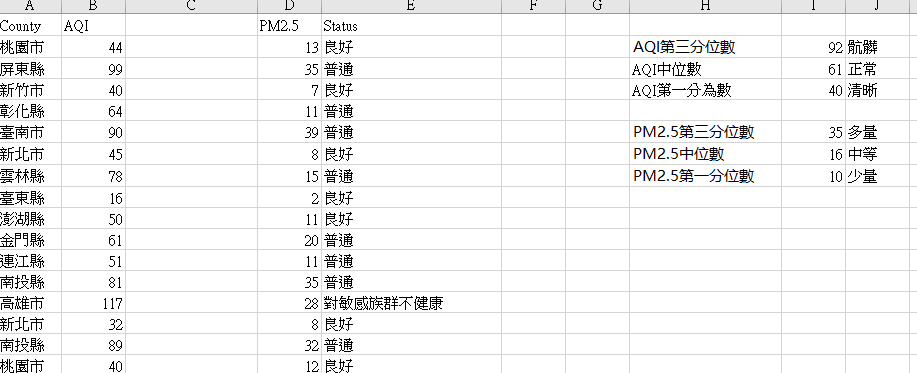 A B C D E F G H I J
County AQI PM2.5 Status
桃園市 44 13 良好 AQI第三分位數 92 骯髒
屏東縣 99 35 普通 AQI中位數 61 正常
新竹市 40 7 良好 AQI第一分為數 40 清晰
彰化縣 64 11 普通
臺南市 90 39 普通 PM2.5第三分位數 35 多量
新北市 45 8 良好 PM2.5中位數 16 中等
雲林縣 78 15 普通 PM2.5第一分位數 10 少量
臺東縣 16 2 良好
澎湖縣 50 11 良好
金門縣 61 20 普通
連江縣 51 11 普通
南投縣 81 35 普通
高雄市 117 28 對敏感族群不健康
新北市 32 8 良好
南投縣 89 32 普通
桃園市 40 12 良好